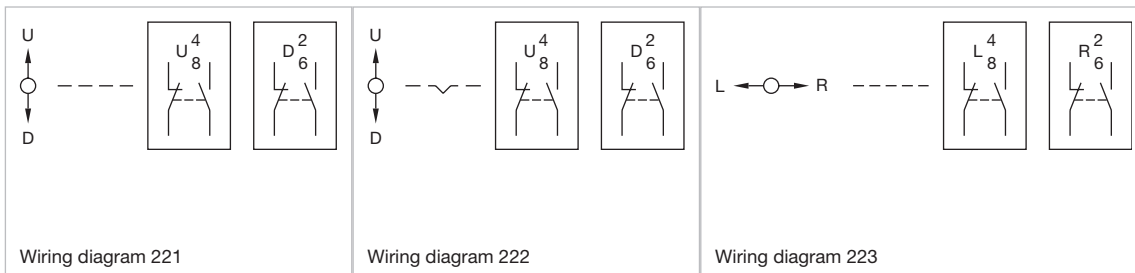 U
D
U 4
8
D 2
6
Wiring diagram 221
U
D
U 4
8
D 2
6
Wiring diagram 222
L R
L 4
8
R 2
6
Wiring diagram 223